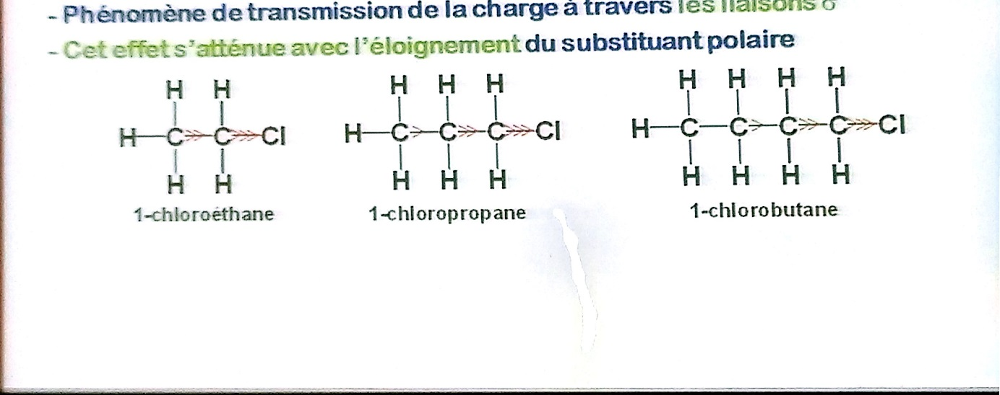 - Phénomène de transmission de la charge à travers les liaisons σ
- Cet effet s'atténue avec l'éloignement du substituant polaire
H H
H C C Cl
H H
1-chloroéthane
H H H
H C C C Cl
H H H
1-chloropropane
H H H H
H C C C C Cl
H H H H
1-chlorobutane